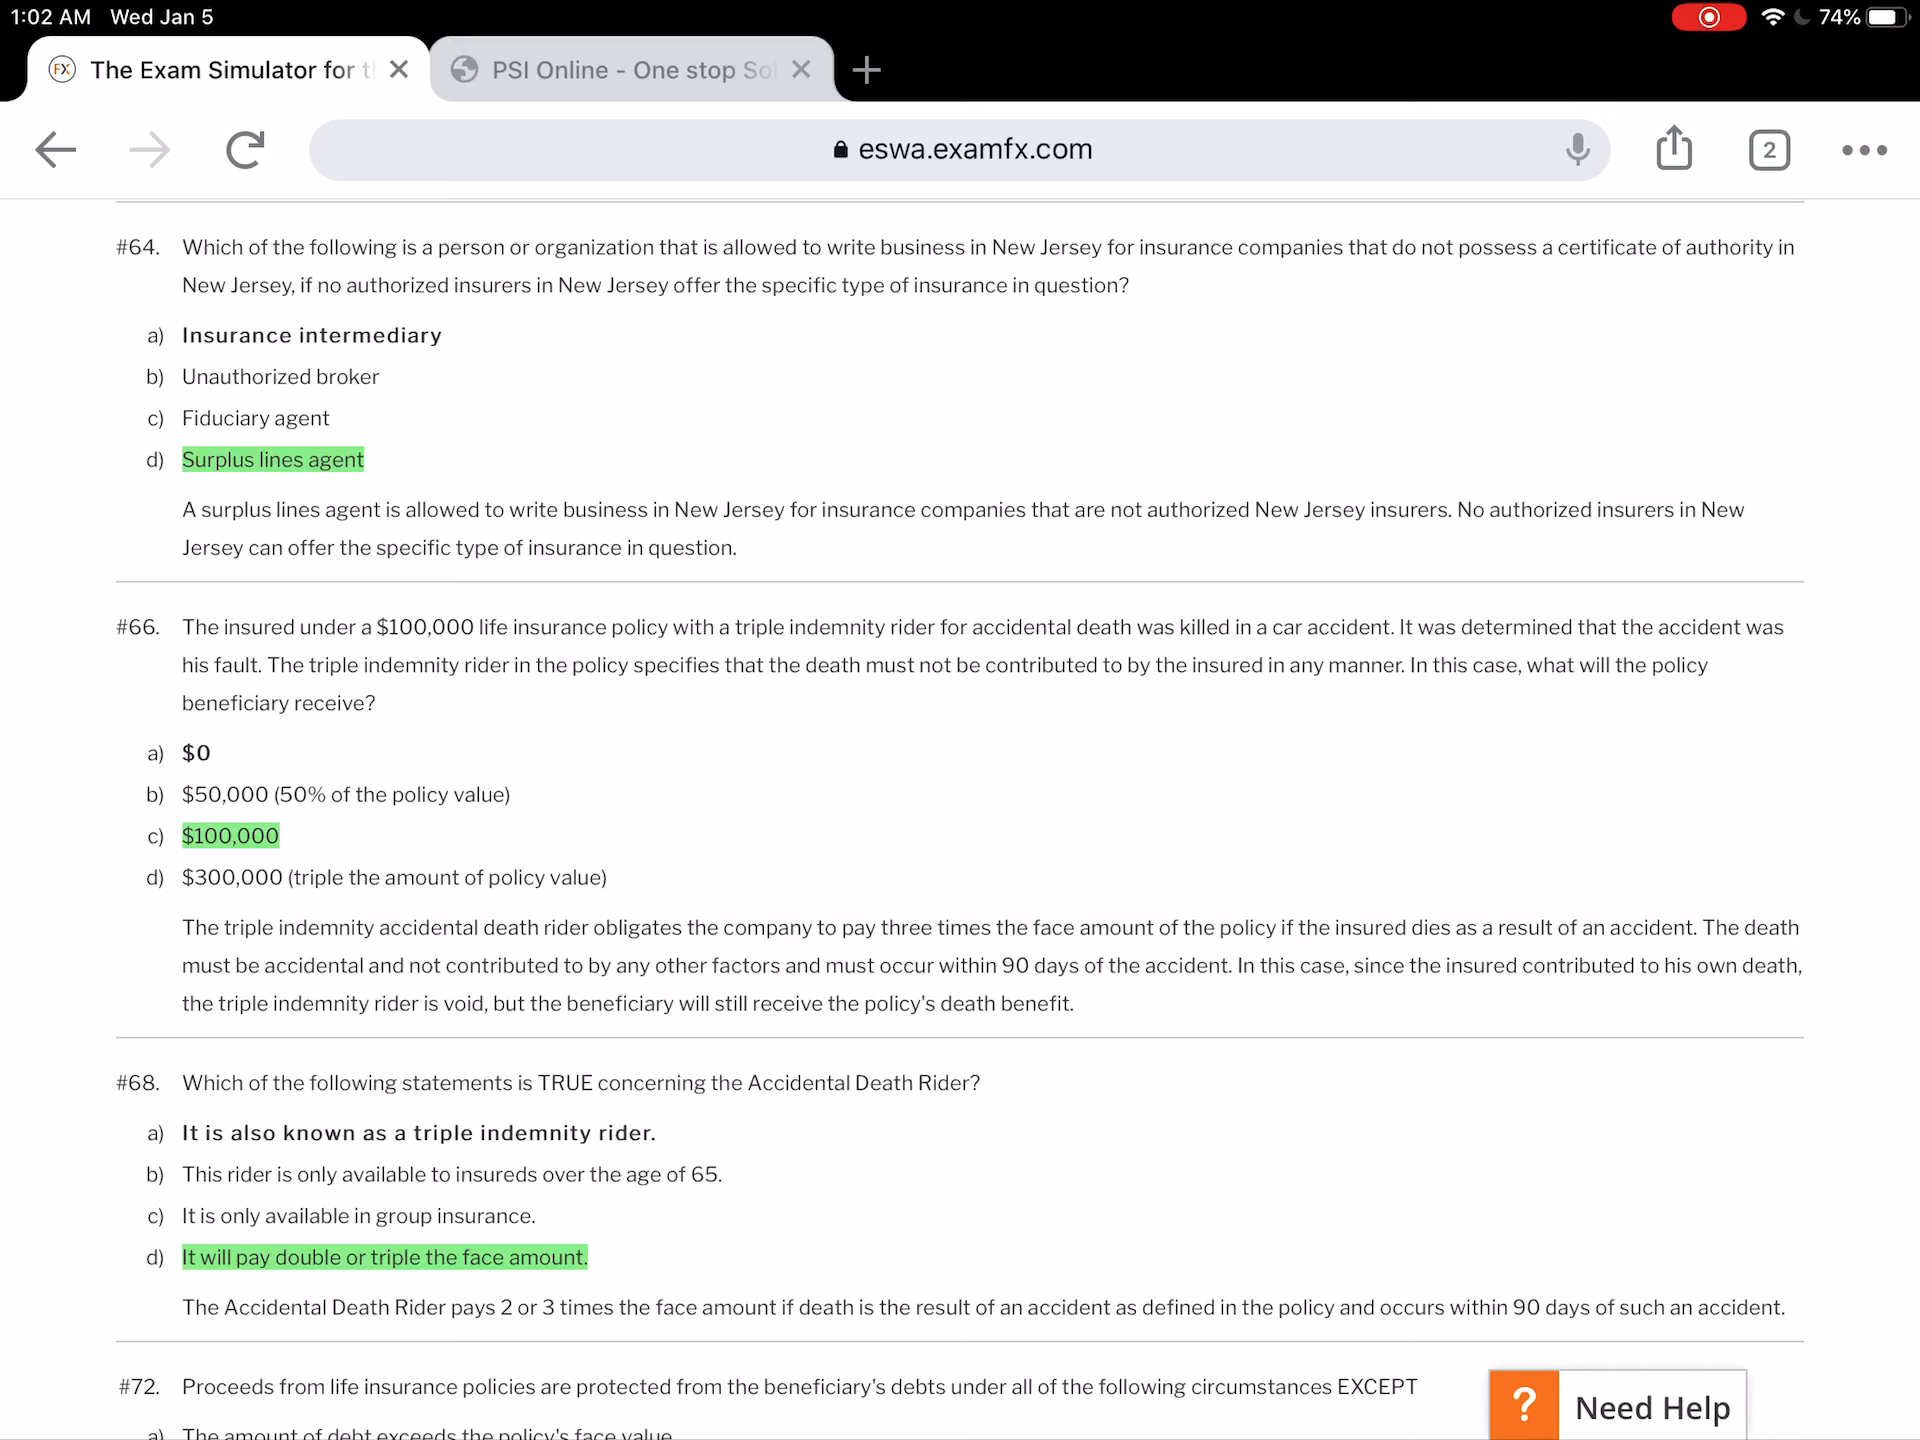 1:02 AM Wed Jan 5
74%
FX The Exam Simulator for t
PSI Online - One stop Sol
eswa.examfx.com
2
#64. Which of the following is a person or organization that is allowed to write business in New Jersey for insurance companies that do not possess a certificate of authority in
New Jersey, if no authorized insurers in New Jersey offer the specific type of insurance in question?
a) Insurance intermediary
b) Unauthorized broker
c) Fiduciary agent
d) Surplus lines agent
A surplus lines agent is allowed to write business in New Jersey for insurance companies that are not authorized New Jersey insurers. No authorized insurers in New
Jersey can offer the specific type of insurance in question.
#66. The insured under a $100,000 life insurance policy with a triple indemnity rider for accidental death was killed in a car accident. It was determined that the accident was
his fault. The triple indemnity rider in the policy specifies that the death must not be contributed to by the insured in any manner. In this case, what will the policy
beneficiary receive?
a) $0
b) $50,000 (50% of the policy value)
c) $100,000
d) $300,000 (triple the amount of policy value)
The triple indemnity accidental death rider obligates the company to pay three times the face amount of the policy if the insured dies as a result of an accident. The death
must be accidental and not contributed to by any other factors and must occur within 90 days of the accident. In this case, since the insured contributed to his own death,
the triple indemnity rider is void, but the beneficiary will still receive the policy's death benefit.
#68. Which of the following statements is TRUE concerning the Accidental Death Rider?
a) It is also known as a triple indemnity rider.
b) This rider is only available to insureds over the age of 65.
c) It is only available in group insurance.
d) It will pay double or triple the face amount.
The Accidental Death Rider pays 2 or 3 times the face amount if death is the result of an accident as defined in the policy and occurs within 90 days of such an accident.
#72. Proceeds from life insurance policies are protected from the beneficiary's debts under all of the following circumstances EXCEPT
a) The amount of debt exceeds the policy's face value.
? Need Help